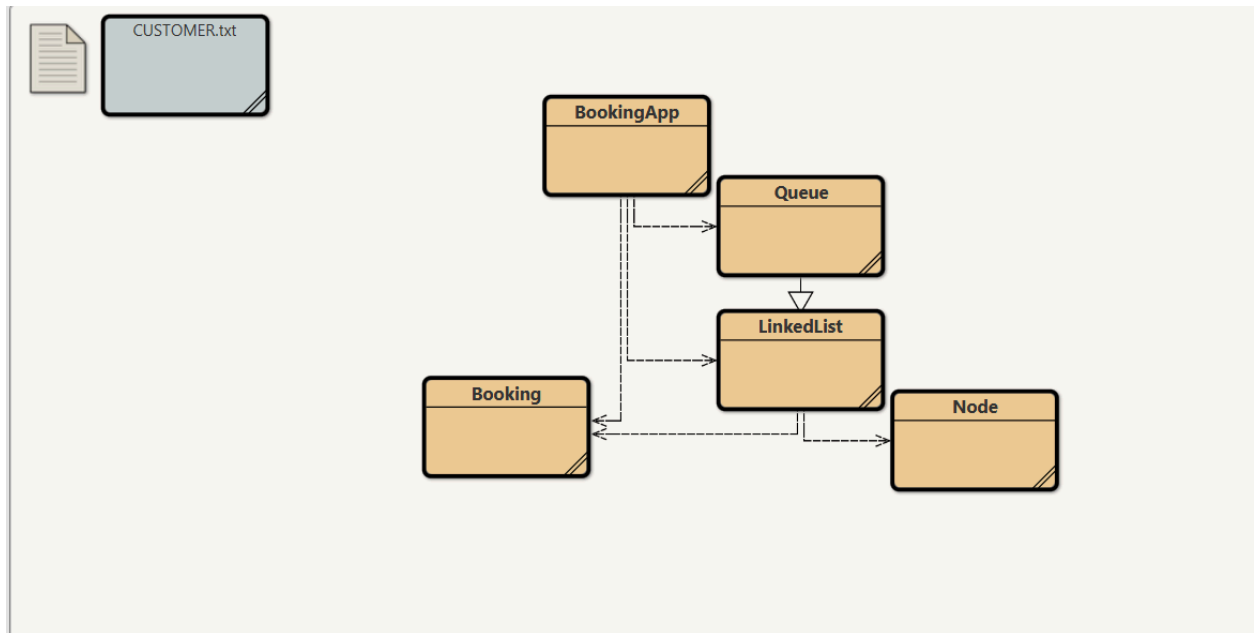 CUSTOMER.txt
BookingApp
Queue
LinkedList
Booking
Node